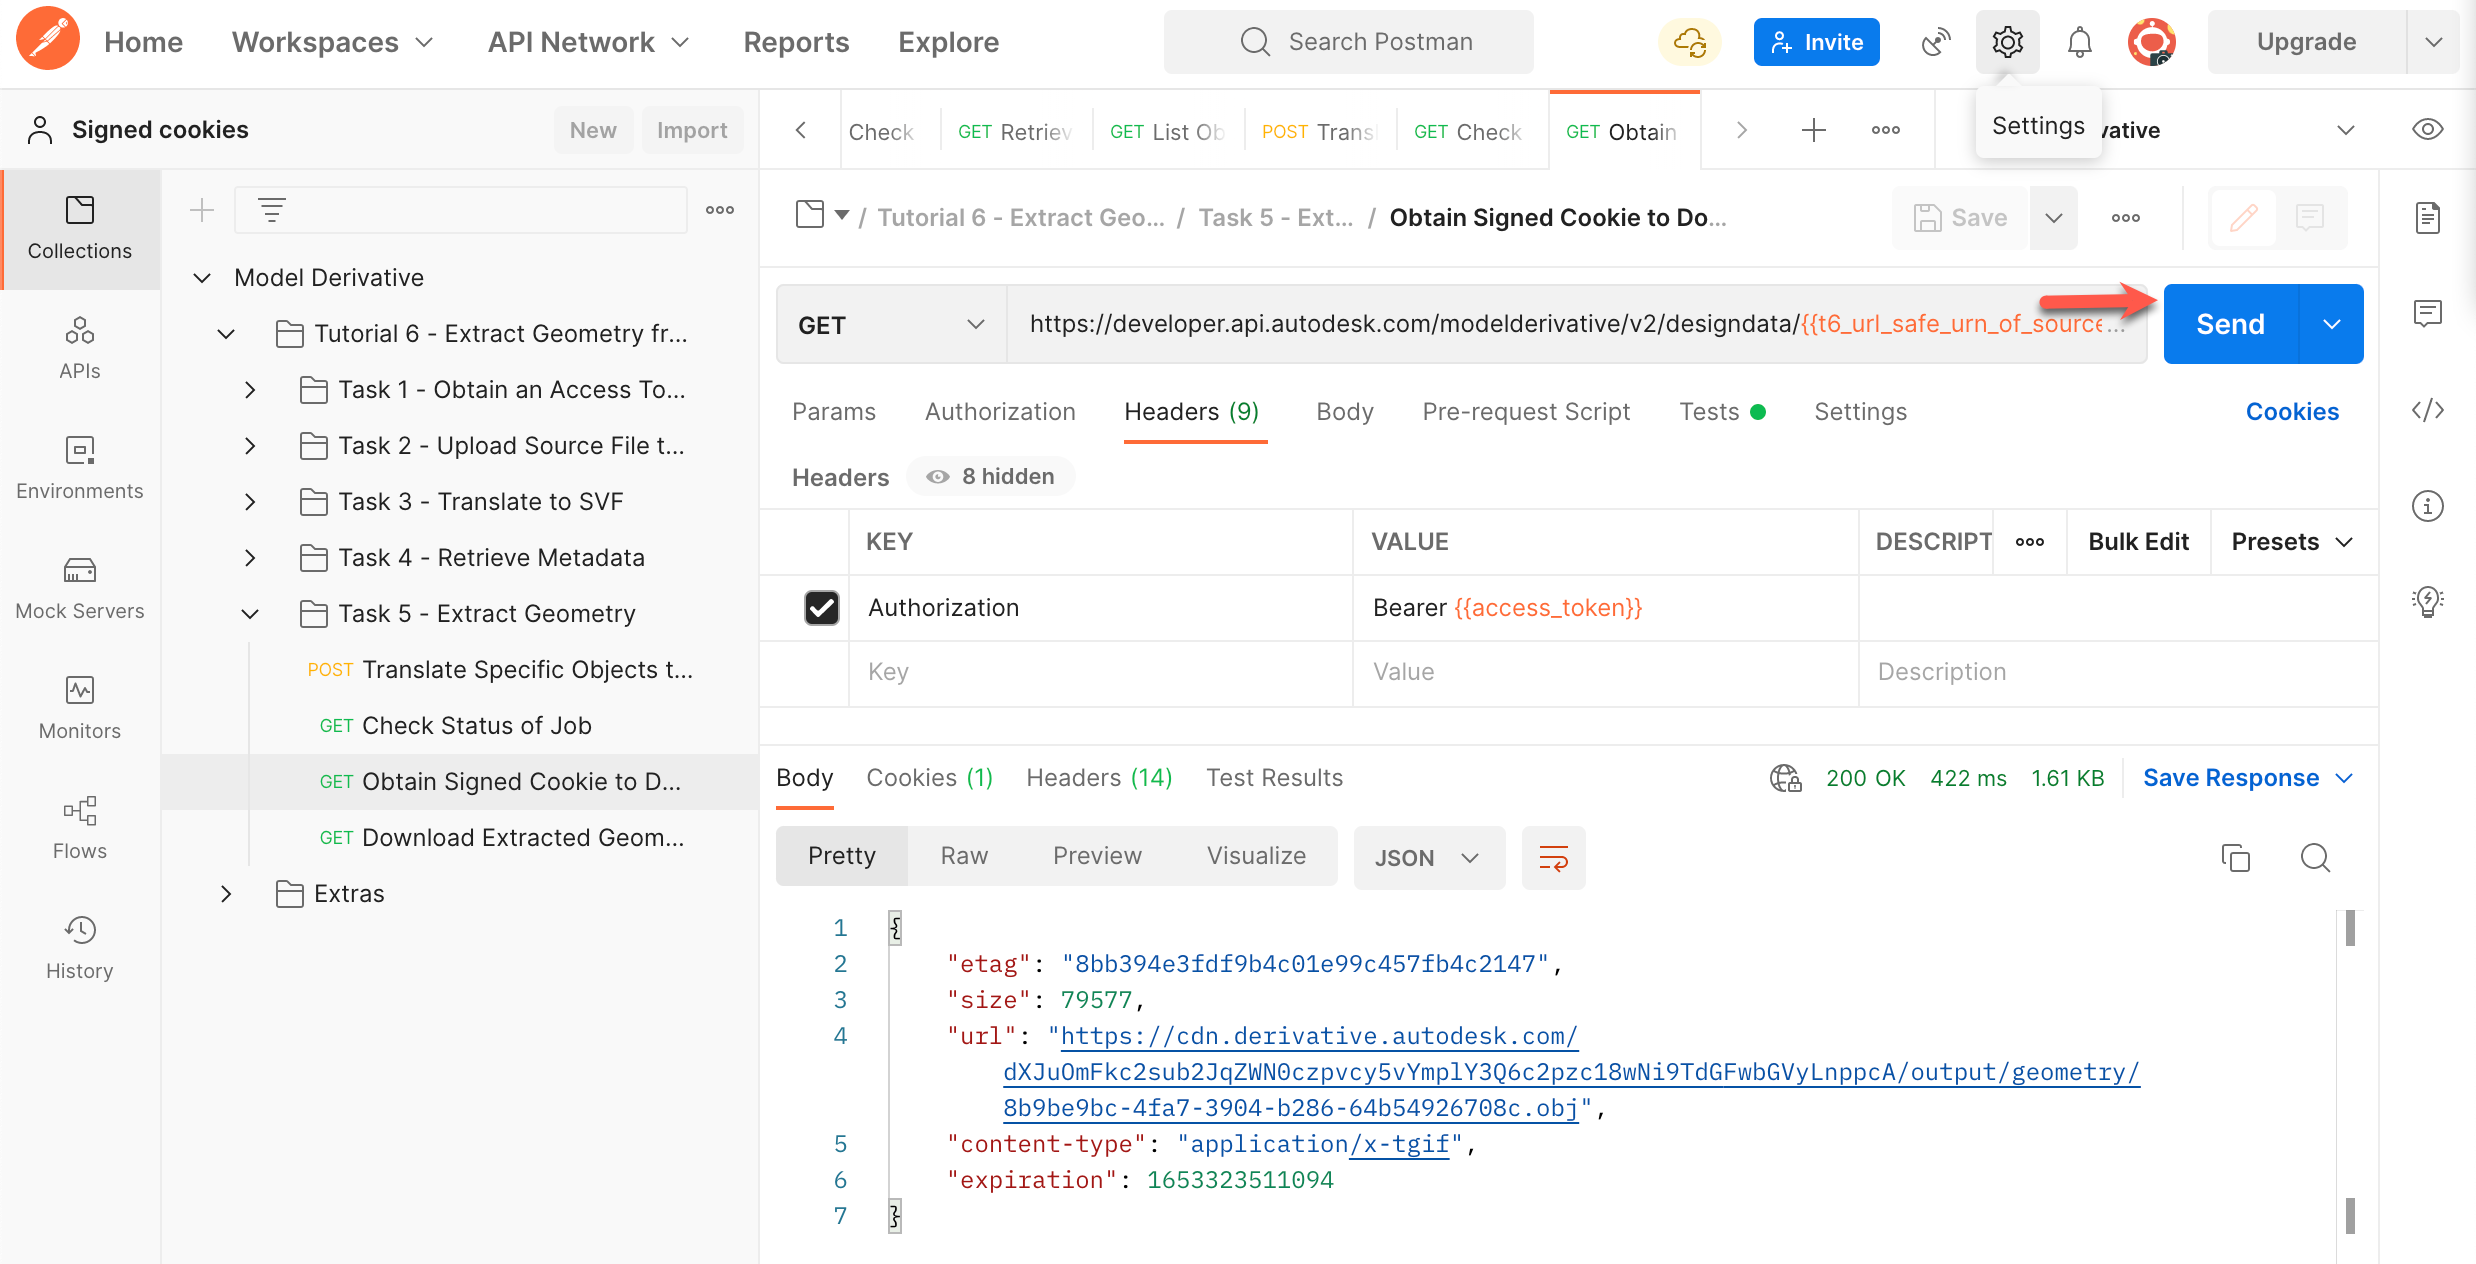 Home Workspaces API Network Reports Explore Search Postman Invite Upgrade
Signed cookies New Import Check GET Retriev GET List Ob POST Trans GET Check GET Obtain Settings vative
Collections
APIs
Environments
Mock Servers
Monitors
Flows
History
Model Derivative
Tutorial 6 - Extract Geometry fr...
Task 1 - Obtain an Access To...
Task 2 - Upload Source File t...
Task 3 - Translate to SVF
Task 4 - Retrieve Metadata
Task 5 - Extract Geometry
POST Translate Specific Objects t...
GET Check Status of Job
GET Obtain Signed Cookie to D...
GET Download Extracted Geom...
Extras
/ Tutorial 6 - Extract Geo... / Task 5 - Ext... / Obtain Signed Cookie to Do... Save
GET https://developer.api.autodesk.com/modelderivative/v2/designdata/{{t6_url_safe_urn_of_source... Send
Params Authorization Headers (9) Body Pre-request Script Tests Settings Cookies
Headers 8 hidden
KEY VALUE DESCRIPT Bulk Edit Presets
Authorization Bearer {{access_token}}
Key Value Description
Body Cookies (1) Headers (14) Test Results 200 OK 422 ms 1.61 KB Save Response
Pretty Raw Preview Visualize JSON
1 {
2 "etag": "8bb394e3fdf9b4c01e99c457fb4c2147",
3 "size": 79577,
4 "url": "https://cdn.derivative.autodesk.com/
dXJuOmFkc2sub2JqZWN0czpvcy5vYmplY3Q6c2pzc18wNi9TdGFwbGVyLnppcA/output/geometry/
8b9be9bc-4fa7-3904-b286-64b54926708c.obj",
5 "content-type": "application/x-tgif",
6 "expiration": 1653323511094
7 }